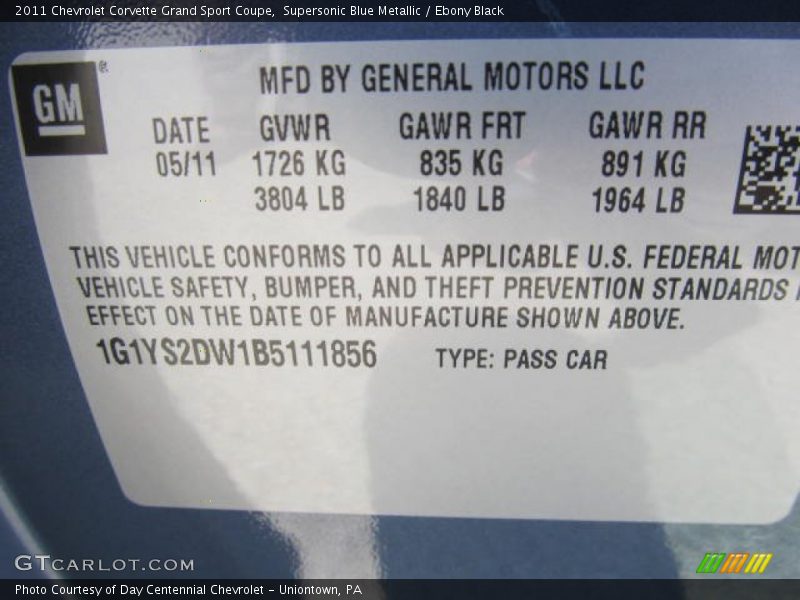 2011 Chevrolet Corvette Grand Sport Coupe, Supersonic Blue Metallic / Ebony Black
GM®
MFD BY GENERAL MOTORS LLC
DATE GVWR GAWR FRT GAWR RR
05/11 1726 KG 835 KG 891 KG
3804 LB 1840 LB 1964 LB
THIS VEHICLE CONFORMS TO ALL APPLICABLE U.S. FEDERAL MOT
VEHICLE SAFETY, BUMPER, AND THEFT PREVENTION STANDARDS
EFFECT ON THE DATE OF MANUFACTURE SHOWN ABOVE.
1G1YS2DW1B5111856 TYPE: PASS CAR
GTCARLOT.COM
Photo Courtesy of Day Centennial Chevrolet - Uniontown, PA